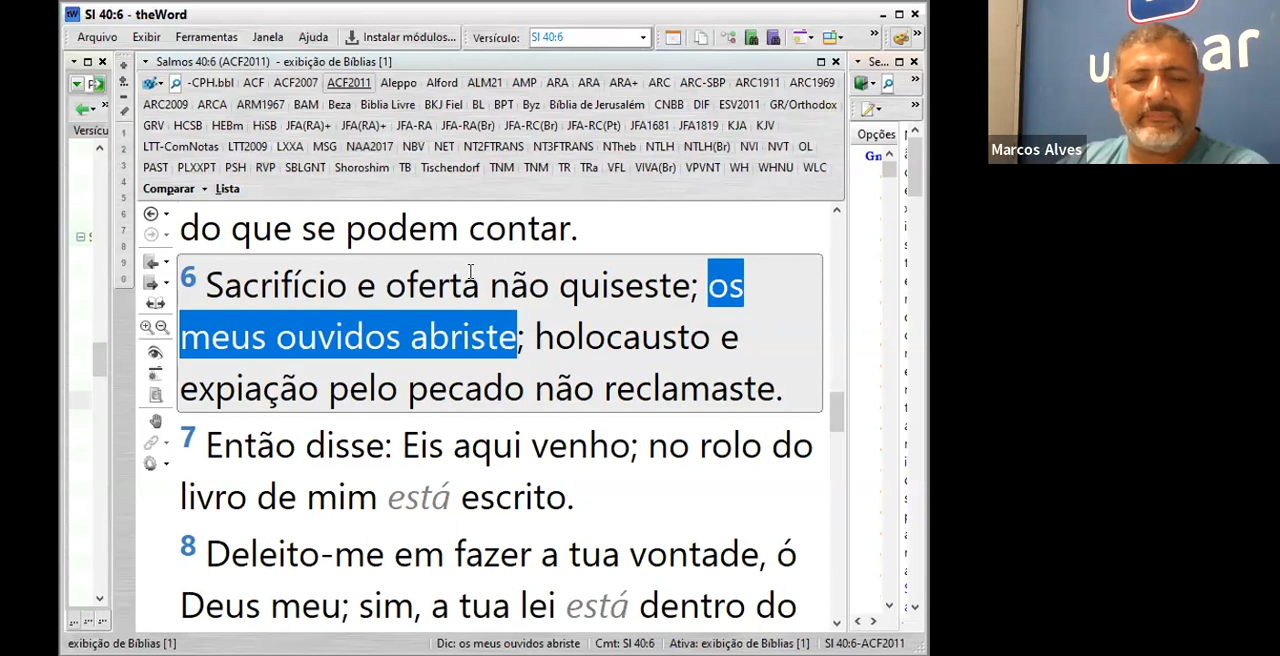 SI 40:6 - theWord
Arquivo Exibir Ferramentas Janela Ajuda Instalar módulos... Versículo: SI 40:6
Salmos 40:6 (ACF2011) - exibição de Bíblias [1] Se...
-CPH.bbl ACF ACF2007 ACF2011 Aleppo Alford ALM21 AMP ARA ARA ARA+ ARC ARC-SBP ARC1911 ARC1969
ARC2009 ARCA ARM1967 BAM Beza Biblia Livre BKJ Fiel BL BPT Byz Bíblia de Jerusalém CNBB DIF ESV2011 GR/Orthodox
GRV HCSB HEBm HiSB JFA(RA)+ JFA(RA)+ JFA-RA JFA-RA(Br) JFA-RC(Br) JFA-RC(Pt) JFA1681 JFA1819 KJA KJV
LTT-ComNotas LTT2009 LXXA MSG NAA2017 NBV NET NT2FTRANS NT3FTRANS NTheb NTLH NTLH(Br) NVI NVT OL
PAST PLXXPT PSH RVP SBLGNT Shoroshim TB Tischendorf TNM TNM TR TRa VFL VIVA(Br) VPVNT WH WHNU WLC
Comparar Lista
Versícu
Opções
do que se podem contar.
6 Sacrifício e oferta não quiseste; os
meus ouvidos abriste; holocausto e
expiação pelo pecado não reclamaste.
7 Então disse: Eis aqui venho; no rolo do
livro de mim está escrito.
8 Deleito-me em fazer a tua vontade, ó
Deus meu; sim, a tua lei está dentro do
exibição de Bíblias [1] Dic: os meus ouvidos abriste Cmt: SI 40:6 Ativa: exibição de Bíblias [1] SI 40:6-ACF2011
Marcos Alves